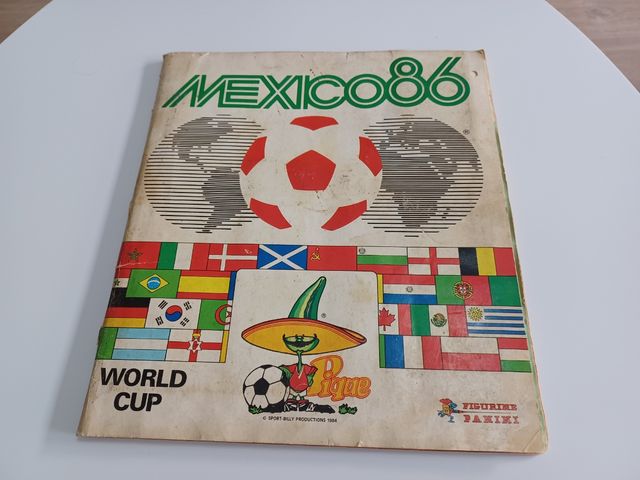 MEXICO86
®
®
Pique
© SPORT-BILLY PRODUCTIONS 1984
WORLD
CUP
FIGURINE
PANINI